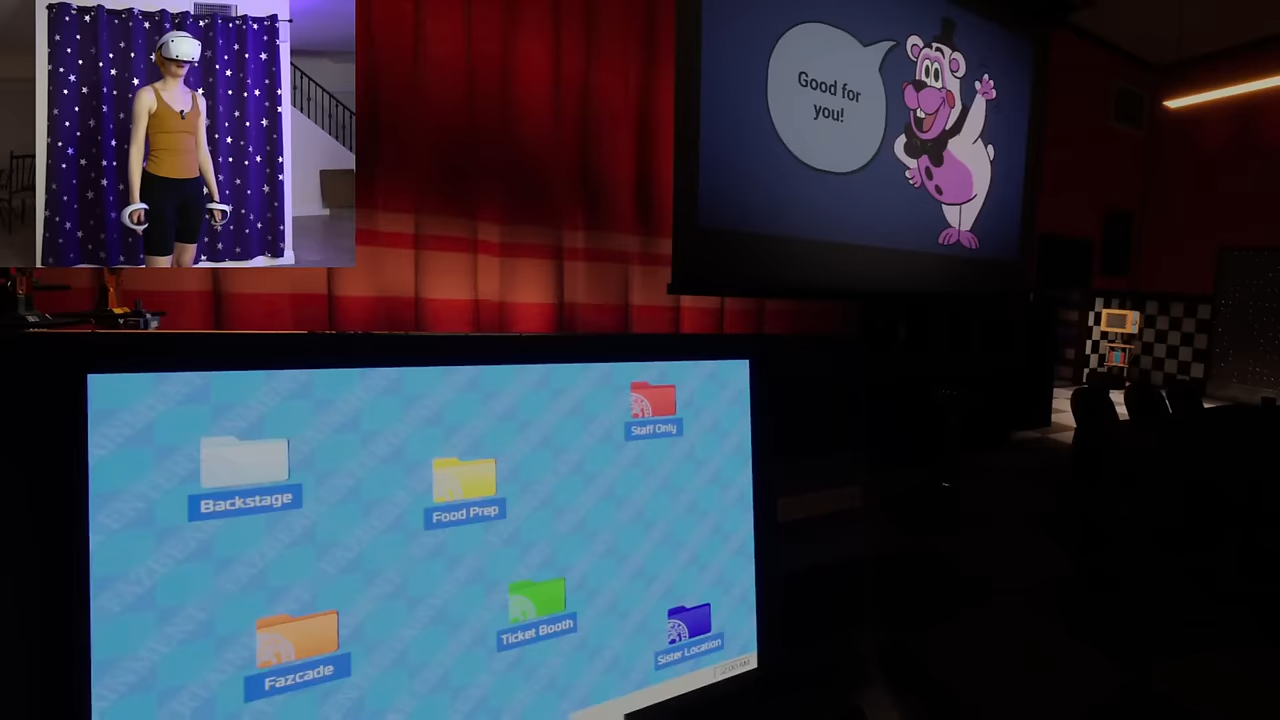 Good for
you!
Staff Only
Backstage
Food Prep
Ticket Booth
Sister Location
Fazcade